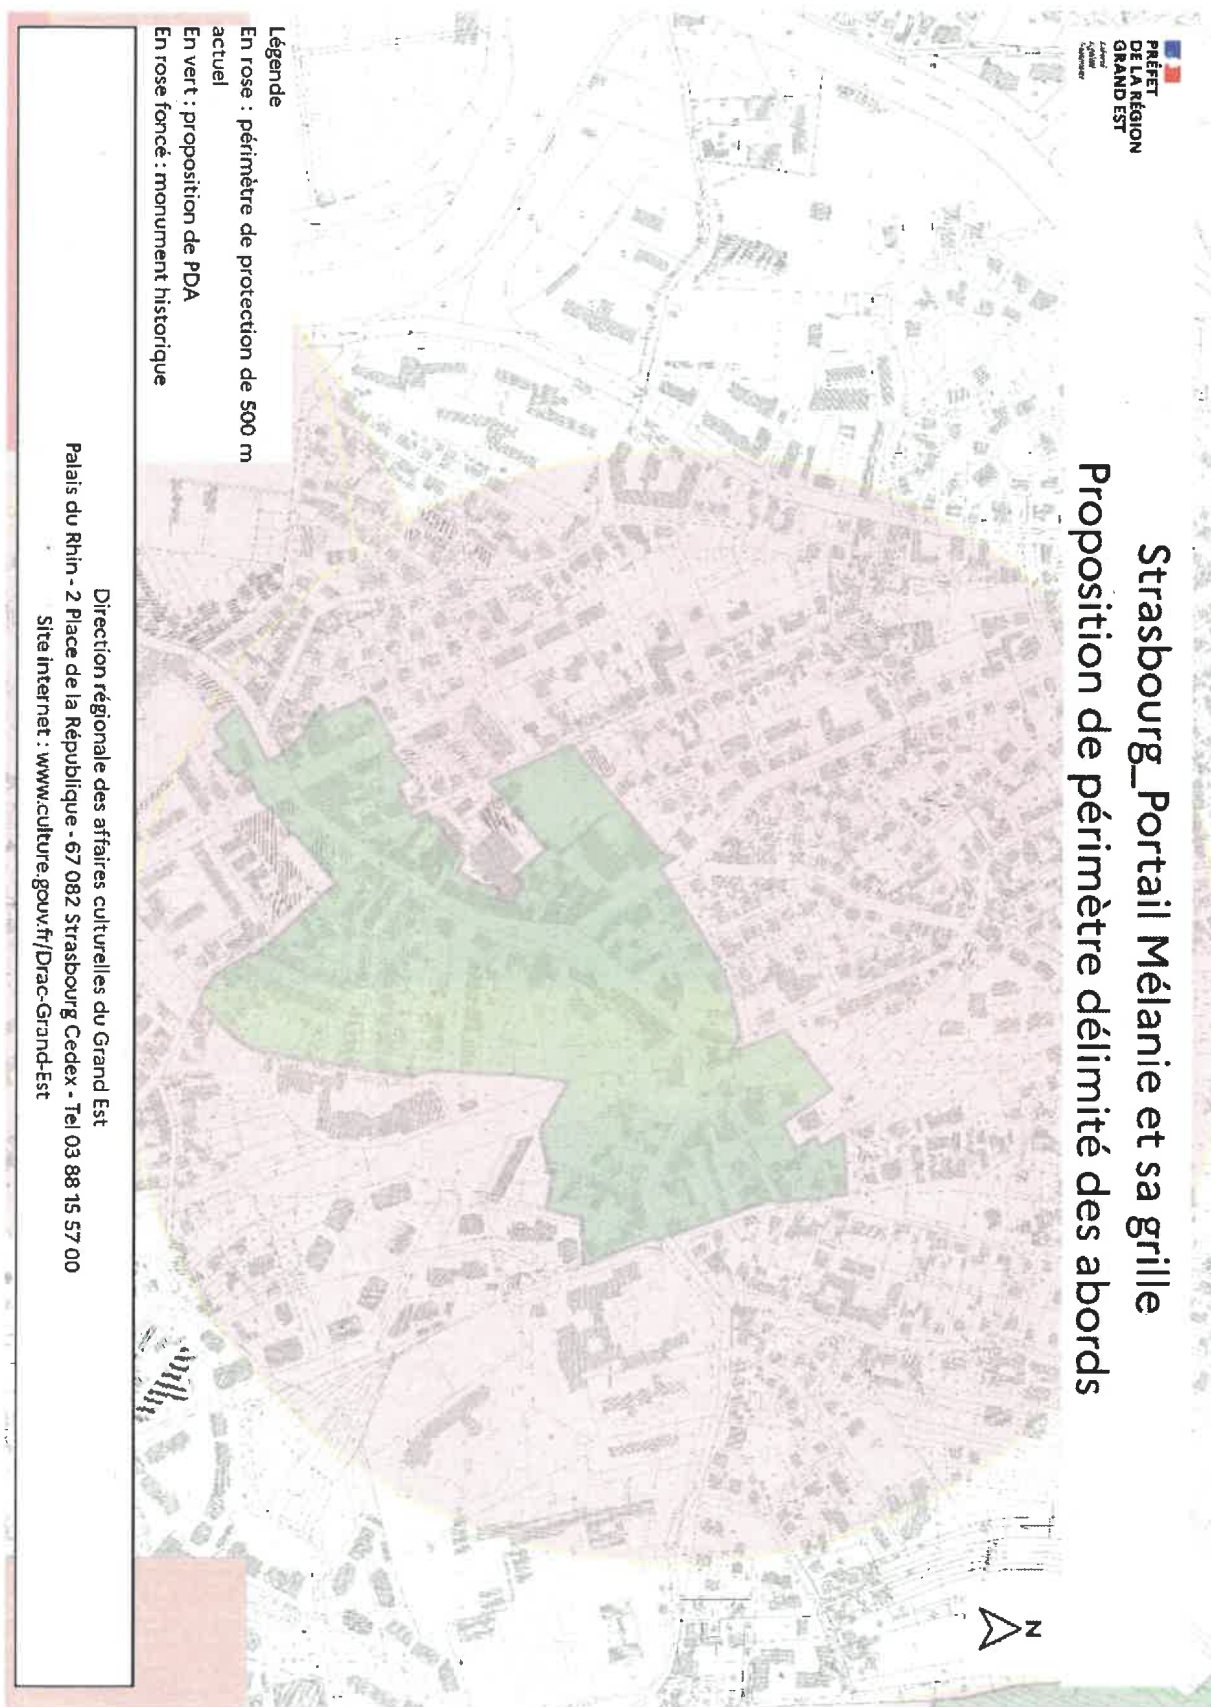 PRÉFET
DE LA RÉGION
GRAND EST
Liberté
Égalité
Fraternité
Strasbourg_Portail Mélanie et sa grille
Proposition de périmètre délimité des abords
N
Légende
En rose : périmètre de protection de 500 m
actuel
En vert : proposition de PDA
En rose foncé : monument historique
Direction régionale des affaires culturelles du Grand Est
Palais du Rhin - 2 Place de la République - 67 082 Strasbourg Cedex - Tel 03 88 15 57 00
Site internet : www.culture.gouv.fr/Drac-Grand-Est